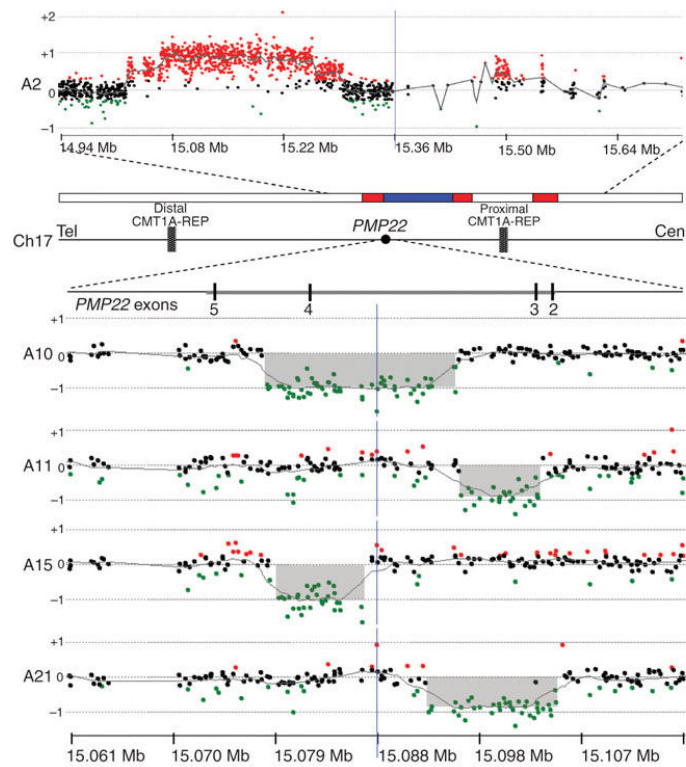 +2
+1
A2
0
−1
14.94 Mb 15.08 Mb 15.22 Mb 15.36 Mb 15.50 Mb 15.64 Mb
Distal
CMT1A-REP
Proximal
CMT1A-REP
Ch17 Tel PMP22 Cen
PMP22 exons 5 4 3 2
+1
A10 0
−1
+1
A11 0
−1
+1
A15 0
−1
+1
A21 0
−1
15.061 Mb 15.070 Mb 15.079 Mb 15.088 Mb 15.098 Mb 15.107 Mb